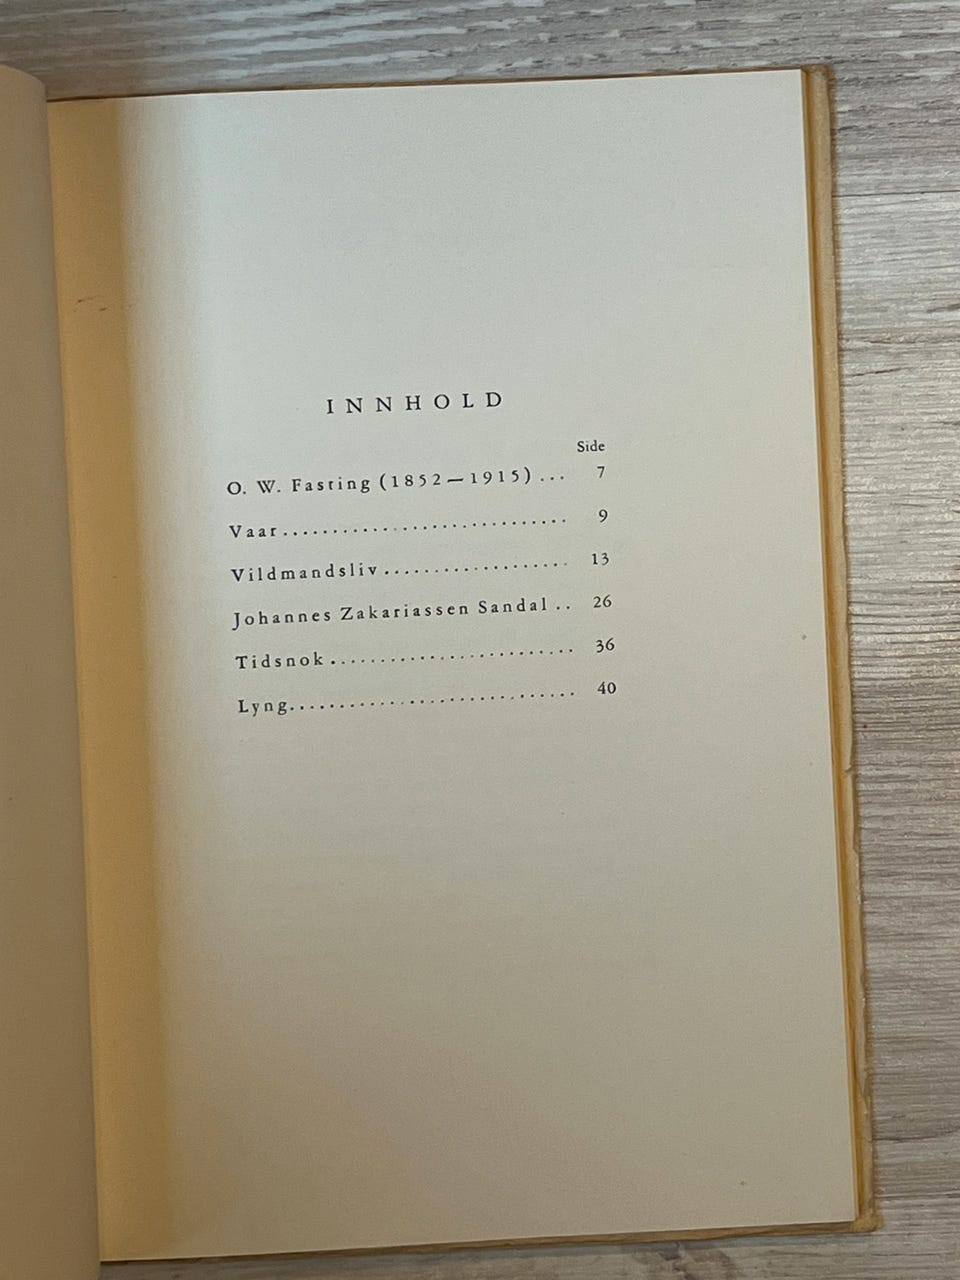 INNHOLD
Side
O. W. Fasting (1852—1915) ... 7
Vaar ............................. 9
Vildmandsliv ................... 13
Johannes Zakariassen Sandal .. 26
Tidsnok ......................... 36
Lyng ............................. 40